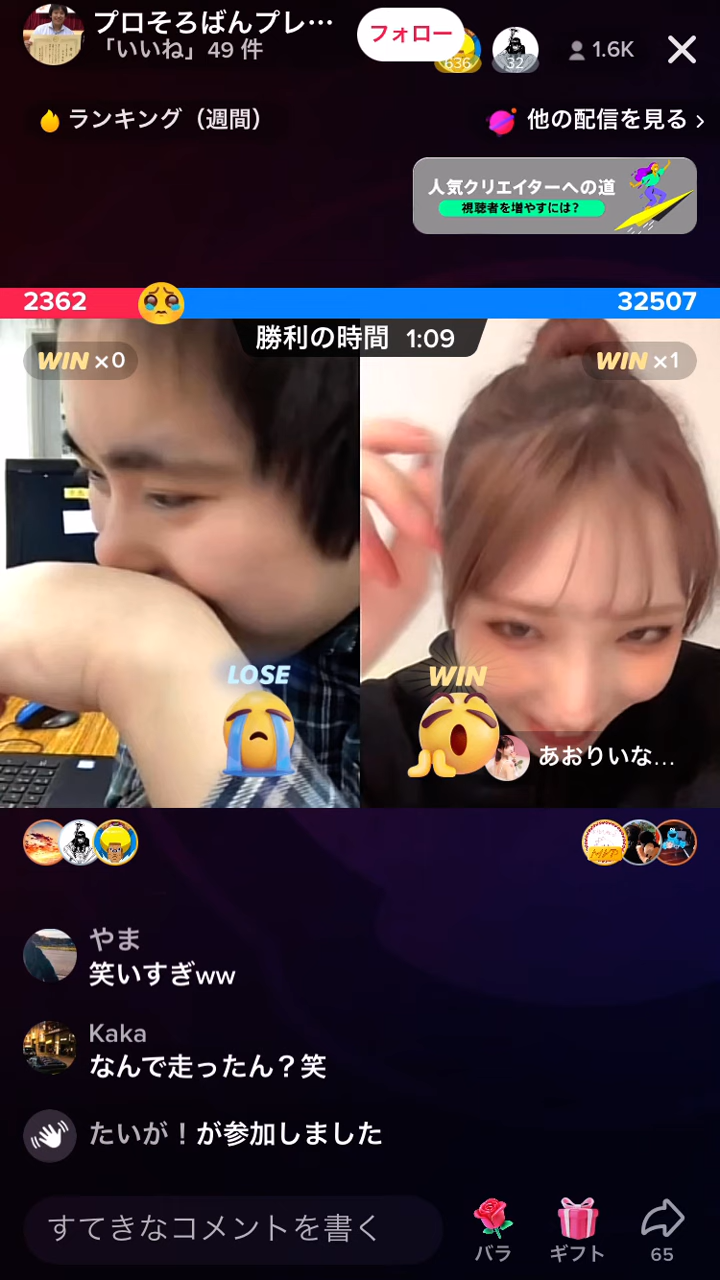 プロそろばんプレ…
「いいね」49 件
フォロー
636
32
1.6K
ランキング（週間）
他の配信を見る
人気クリエイターへの道
視聴者を増やすには？
2362
32507
勝利の時間 1:09
WIN x0
WIN x1
LOSE
WIN
あおりいな…
やま
笑いすぎww
Kaka
なんで走ったん？笑
たいが！が参加しました
すてきなコメントを書く
バラ
ギフト
65